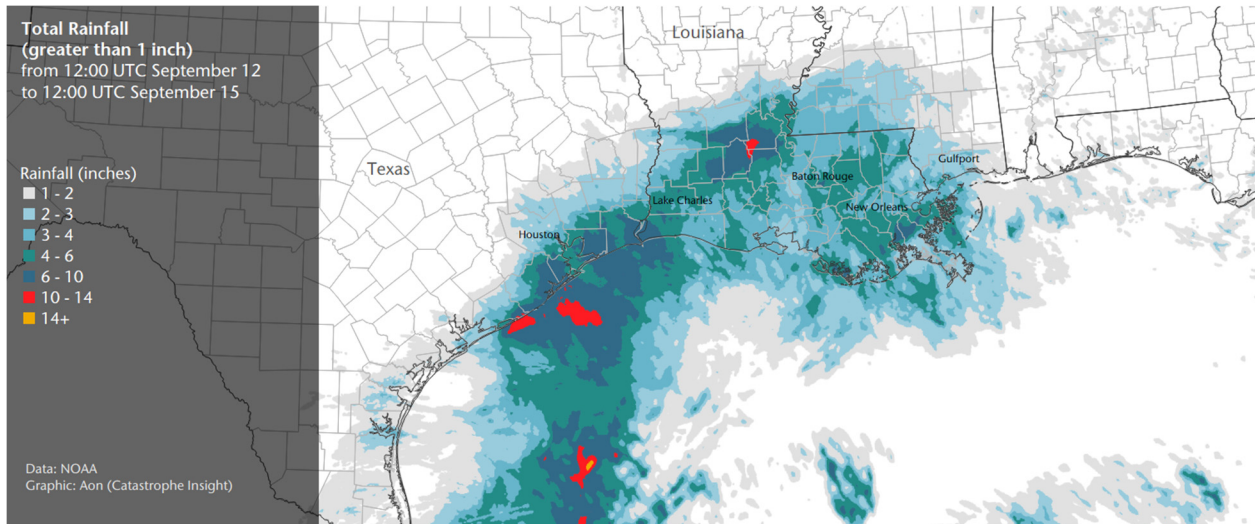 Total Rainfall
(greater than 1 inch)
from 12:00 UTC September 12
to 12:00 UTC September 15
Rainfall (inches)
1 - 2
2 - 3
3 - 4
4 - 6
6 - 10
10 - 14
14+
Data: NOAA
Graphic: Aon (Catastrophe Insight)
Louisiana
Texas
Gulfport
Baton Rouge
Lake Charles
New Orleans
Houston